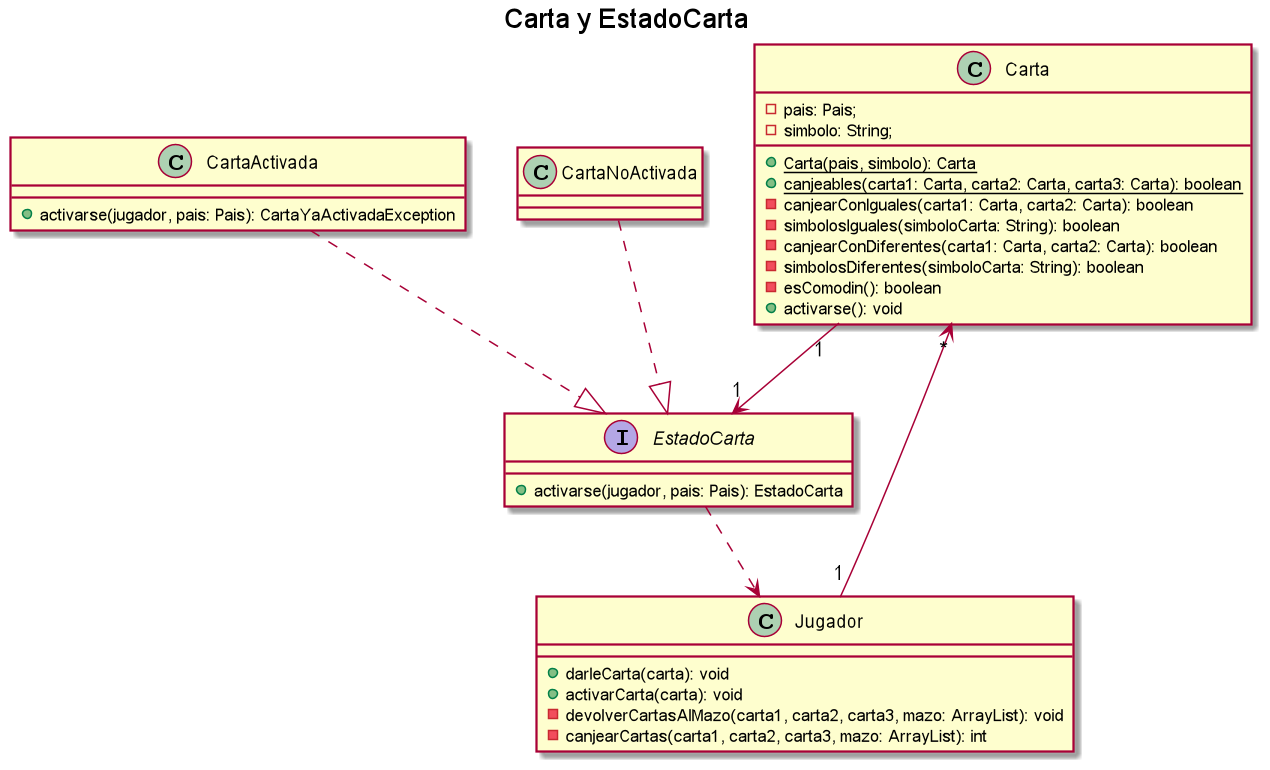 Carta y EstadoCarta
C Carta
pais: Pais;
simbolo: String;
Carta(pais, simbolo): Carta
canjeables(carta1: Carta, carta2: Carta, carta3: Carta): boolean
canjearConIguales(carta1: Carta, carta2: Carta): boolean
simbolosIguales(simboloCarta: String): boolean
canjearConDiferentes(carta1: Carta, carta2: Carta): boolean
simbolosDiferentes(simboloCarta: String): boolean
esComodin(): boolean
activarse(): void
C CartaActivada
activarse(jugador, pais: Pais): CartaYaActivadaException
C CartaNoActivada
1
*
1
I EstadoCarta
activarse(jugador, pais: Pais): EstadoCarta
1
C Jugador
darleCarta(carta): void
activarCarta(carta): void
devolverCartasAlMazo(carta1, carta2, carta3, mazo: ArrayList): void
canjearCartas(carta1, carta2, carta3, mazo: ArrayList): int